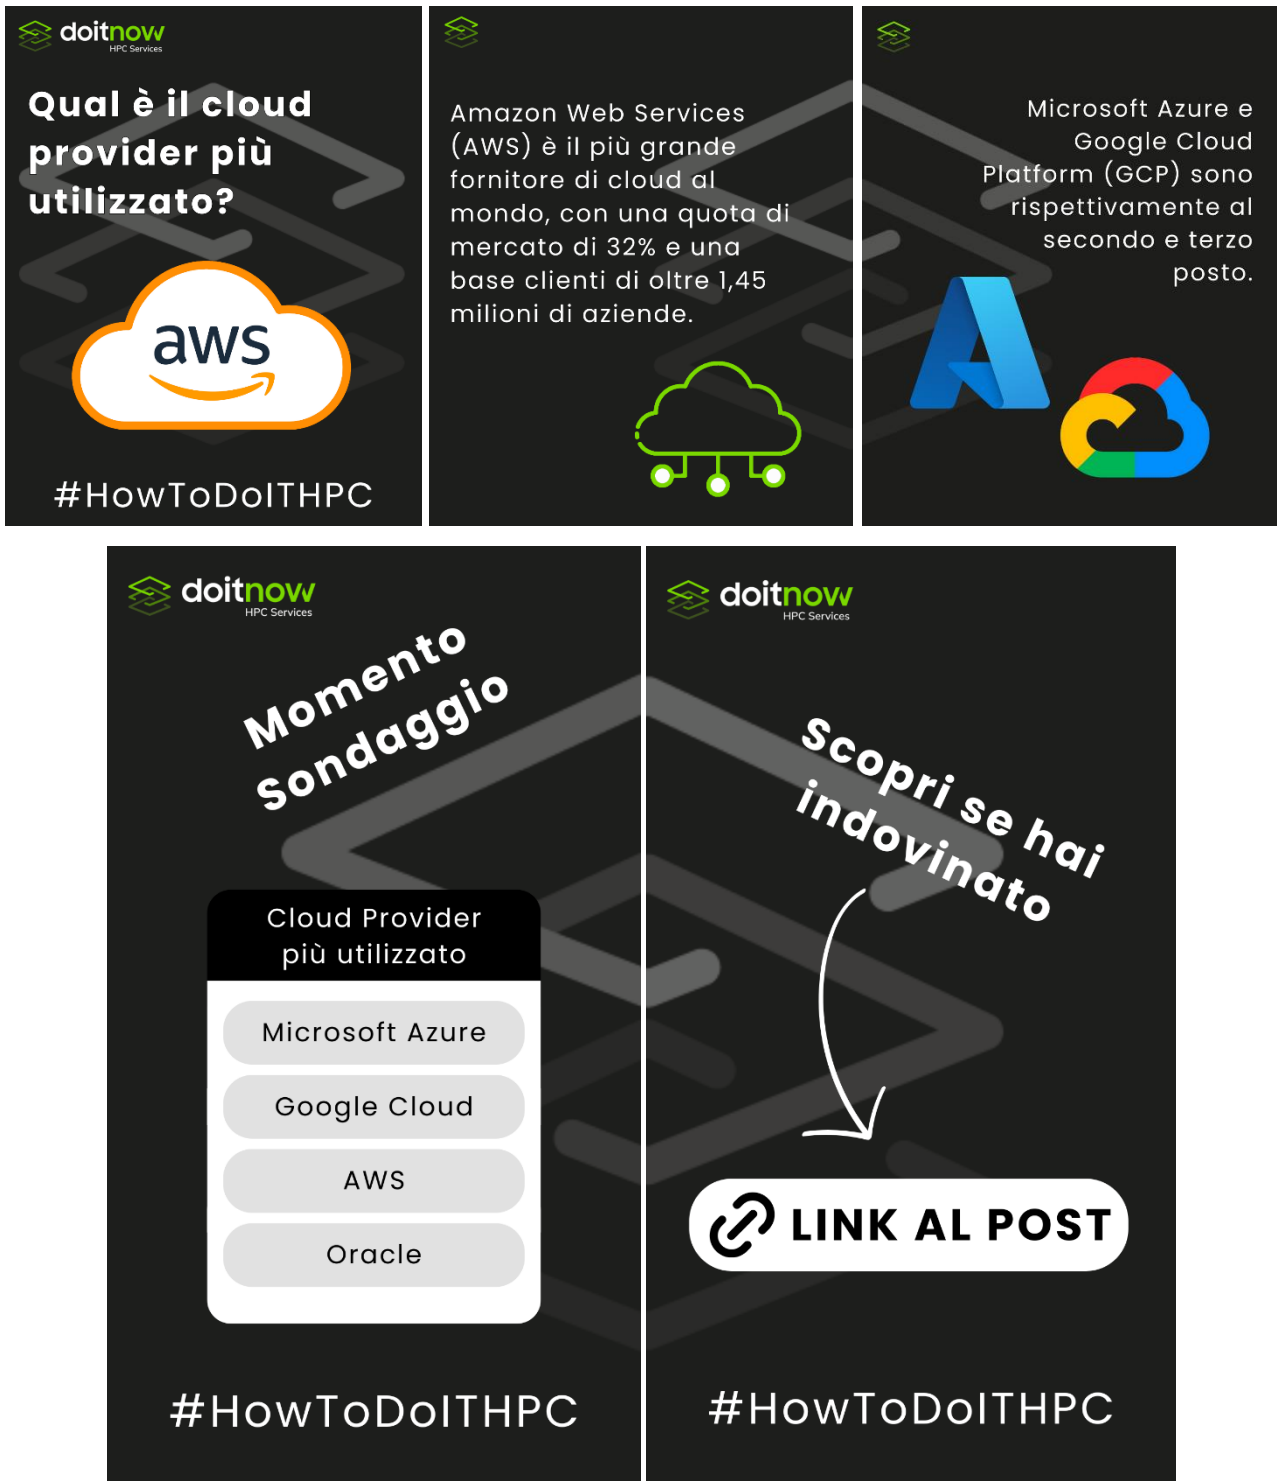 doitnow
HPC Services
Qual è il cloud
provider più
utilizzato?
aws
#HowToDoITHPC
Amazon Web Services
(AWS) è il più grande
fornitore di cloud al
mondo, con una quota di
mercato di 32% e una
base clienti di oltre 1,45
milioni di aziende.
Microsoft Azure e
Google Cloud
Platform (GCP) sono
rispettivamente al
secondo e terzo
posto.
doitnow
HPC Services
Momento
Sondaggio
Cloud Provider
più utilizzato
Microsoft Azure
Google Cloud
AWS
Oracle
#HowToDoITHPC
doitnow
HPC Services
Scopri se hai
indovinato
LINK AL POST
#HowToDoITHPC